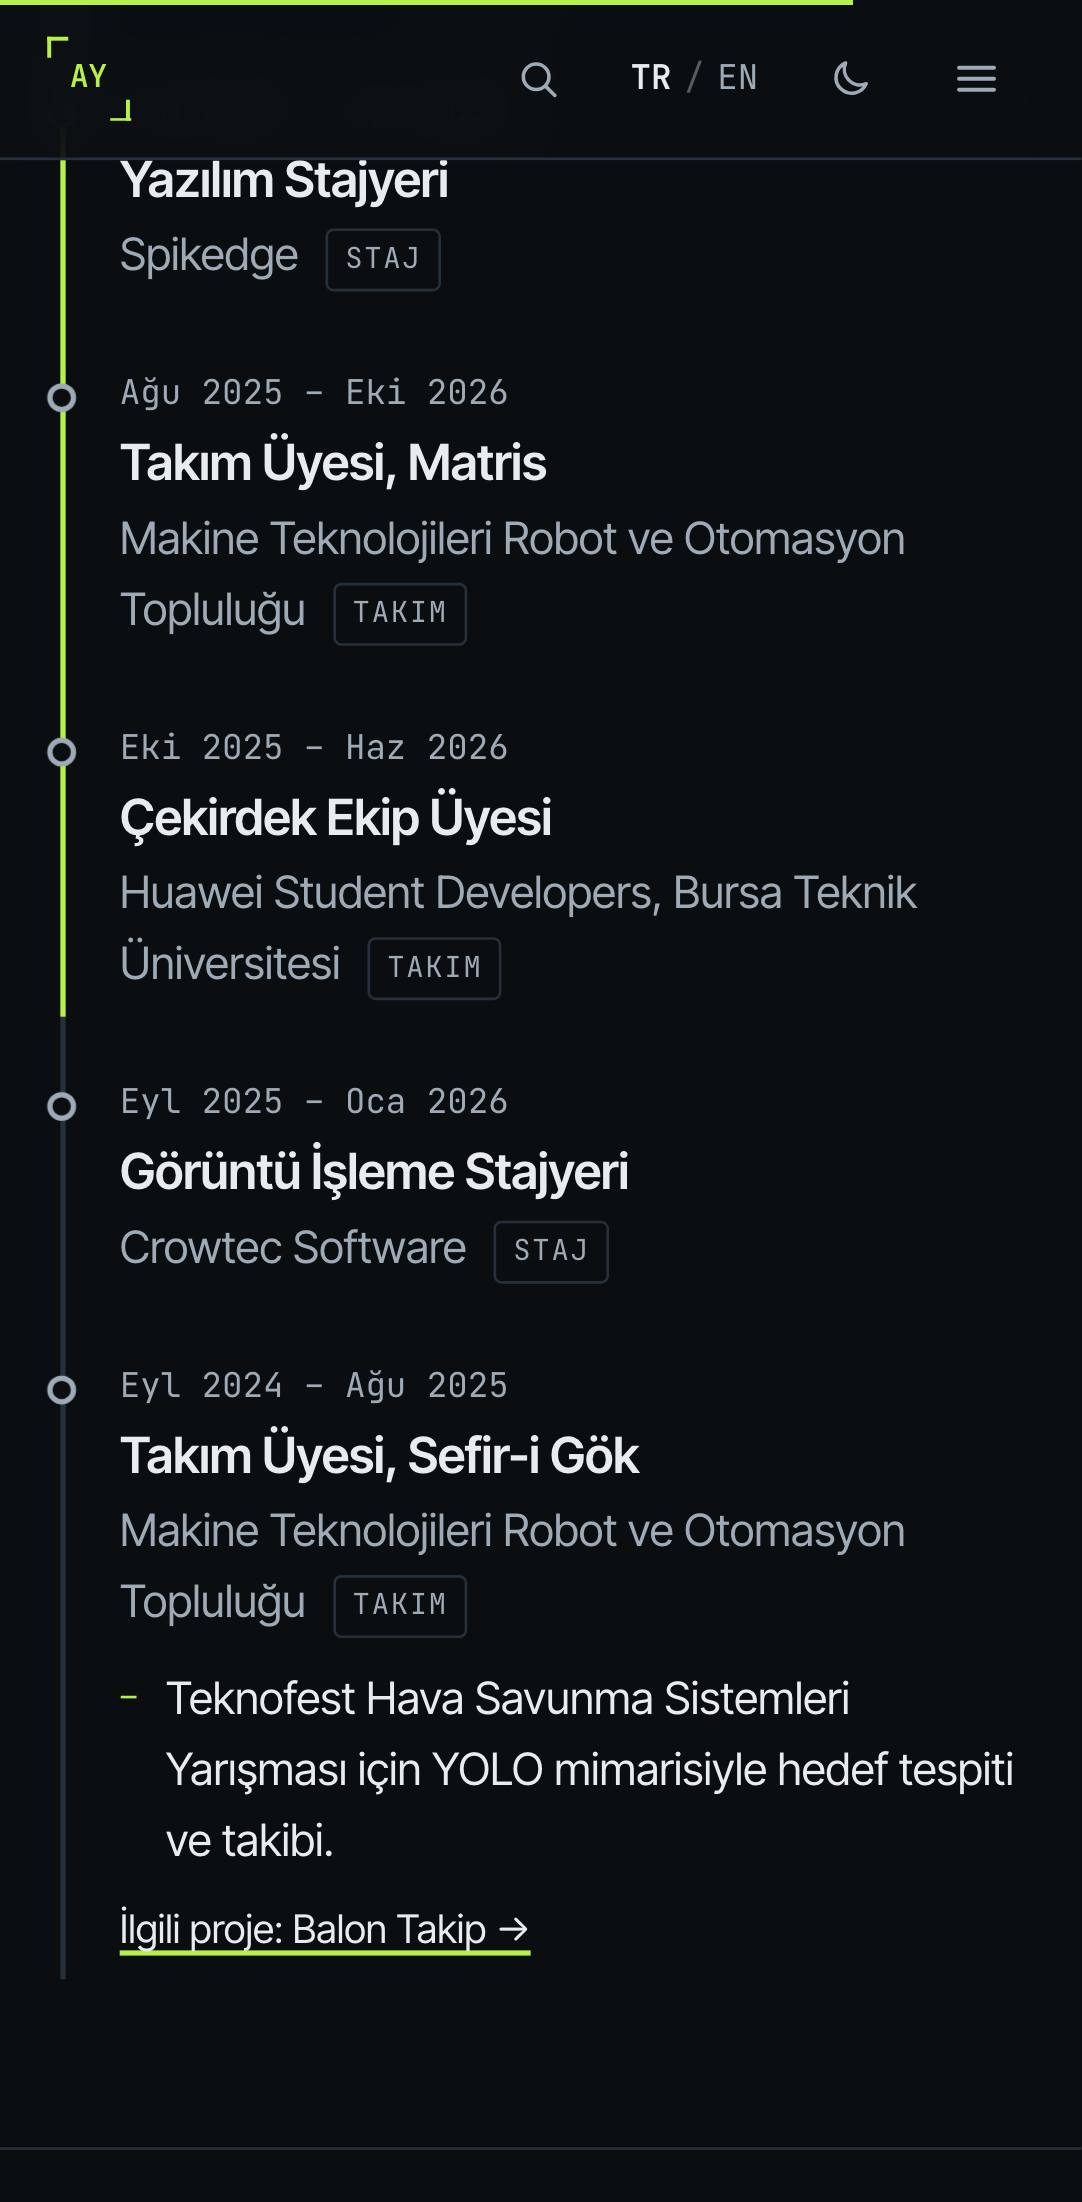 AY
TR / EN
Yazılım Stajyeri
Spikedge STAJ
Ağu 2025 – Eki 2026
Takım Üyesi, Matris
Makine Teknolojileri Robot ve Otomasyon
Topluluğu TAKIM
Eki 2025 – Haz 2026
Çekirdek Ekip Üyesi
Huawei Student Developers, Bursa Teknik
Üniversitesi TAKIM
Eyl 2025 – Oca 2026
Görüntü İşleme Stajyeri
Crowtec Software STAJ
Eyl 2024 – Ağu 2025
Takım Üyesi, Sefir-i Gök
Makine Teknolojileri Robot ve Otomasyon
Topluluğu TAKIM
– Teknofest Hava Savunma Sistemleri
Yarışması için YOLO mimarisiyle hedef tespiti
ve takibi.
İlgili proje: Balon Takip →